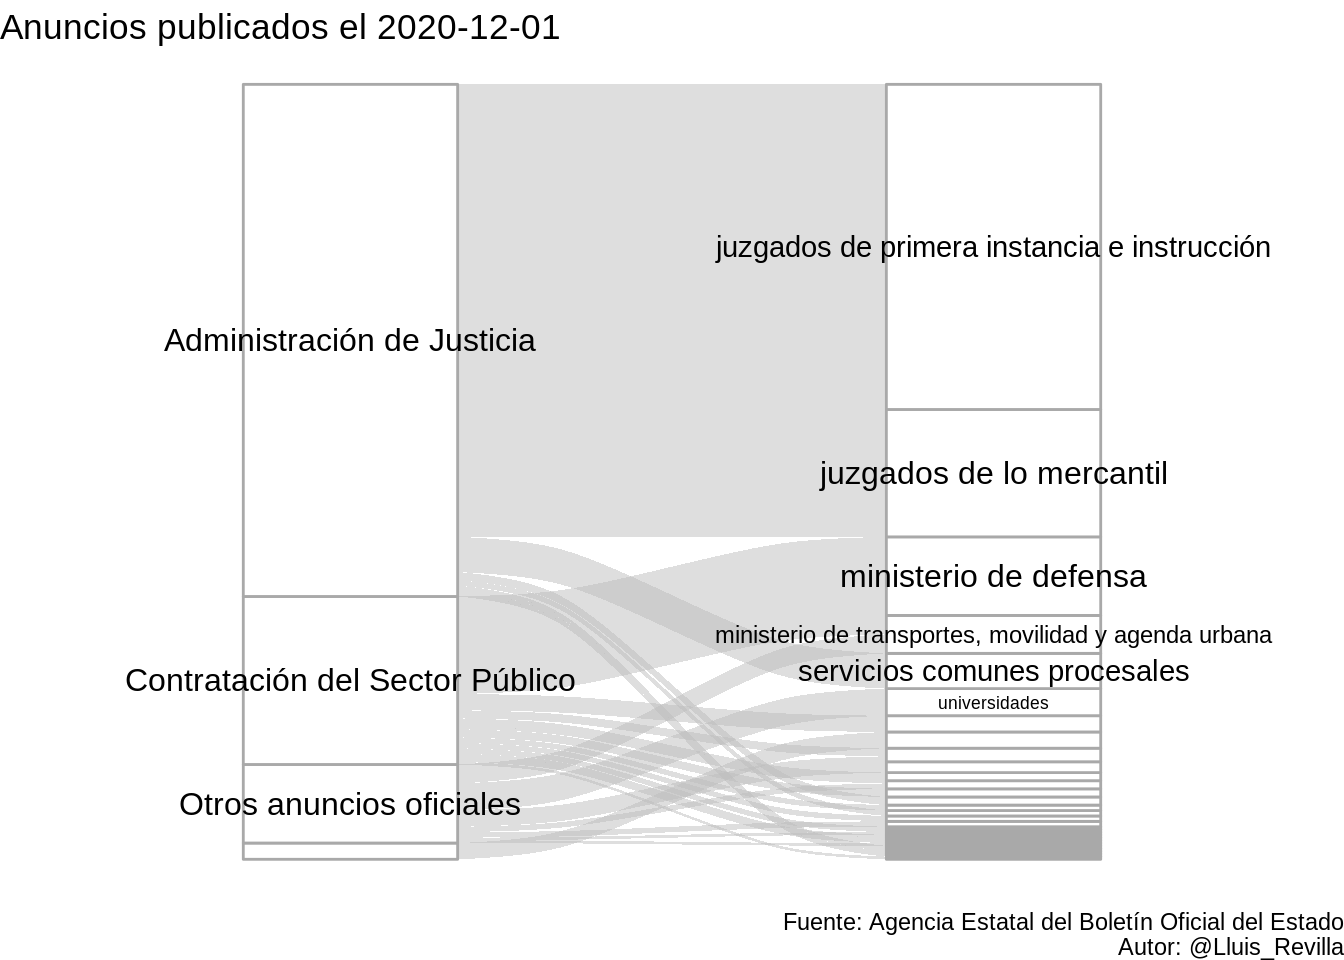 Anuncios publicados el 2020-12-01
juzgados de primera instancia e instrucción
Administración de Justicia
juzgados de lo mercantil
ministerio de defensa
ministerio de transportes, movilidad y agenda urbana
servicios comunes procesales
Contratación del Sector Público
universidades
Otros anuncios oficiales
Fuente: Agencia Estatal del Boletín Oficial del Estado
Autor: @Lluis_Revilla